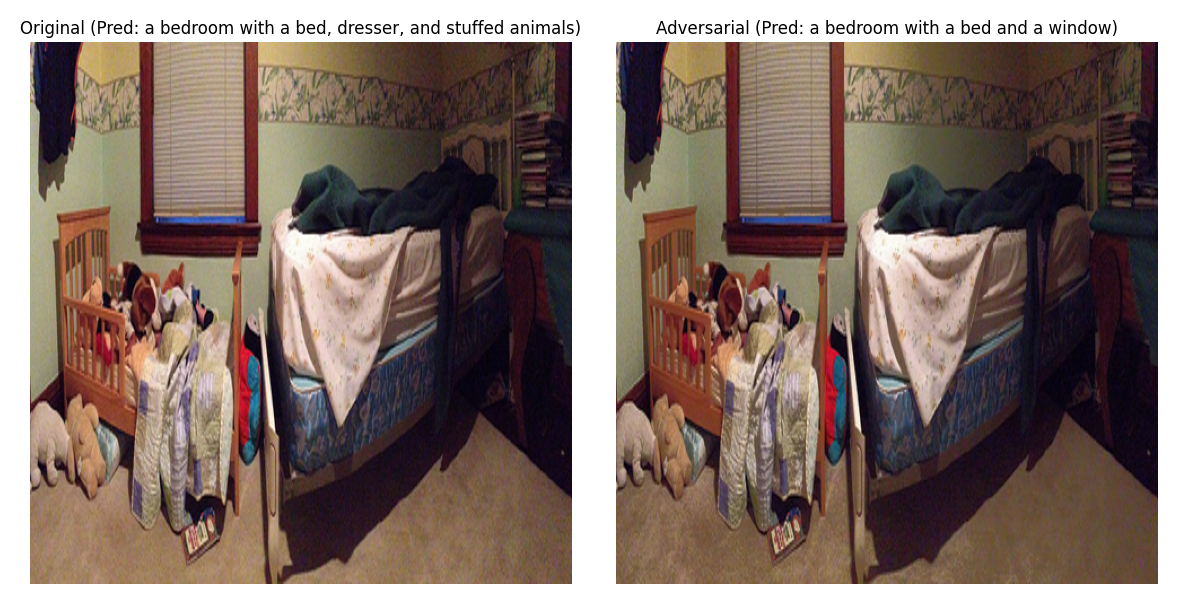 Original (Pred: a bedroom with a bed, dresser, and stuffed animals)
Adversarial (Pred: a bedroom with a bed and a window)